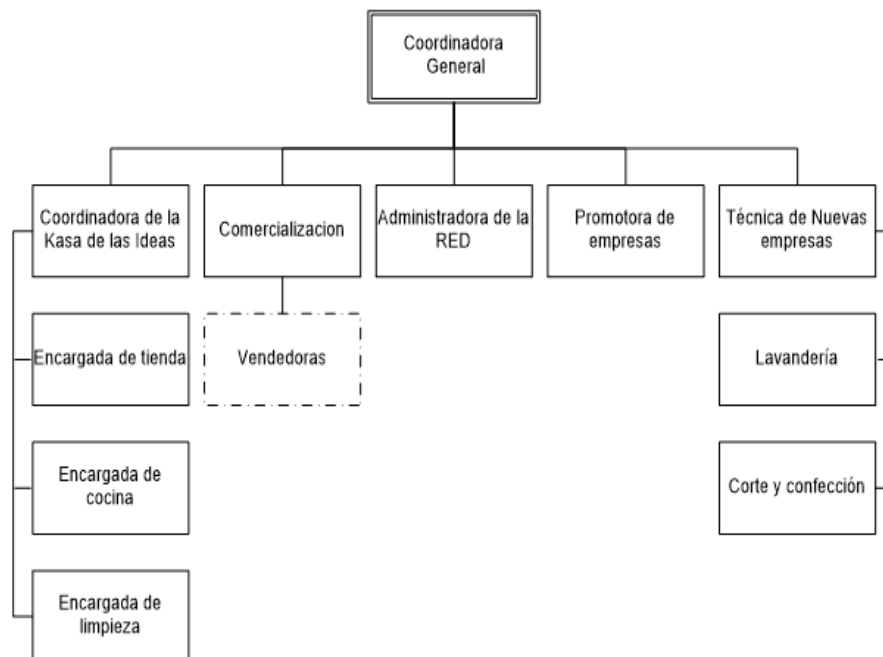 Coordinadora
General
Coordinadora de la
Kasa de las Ideas
Comercializacion
Administradora de la
RED
Promotora de
empresas
Técnica de Nuevas
empresas
Encargada de tienda
Vendedoras
Lavandería
Encargada de
cocina
Corte y confección
Encargada de
limpieza